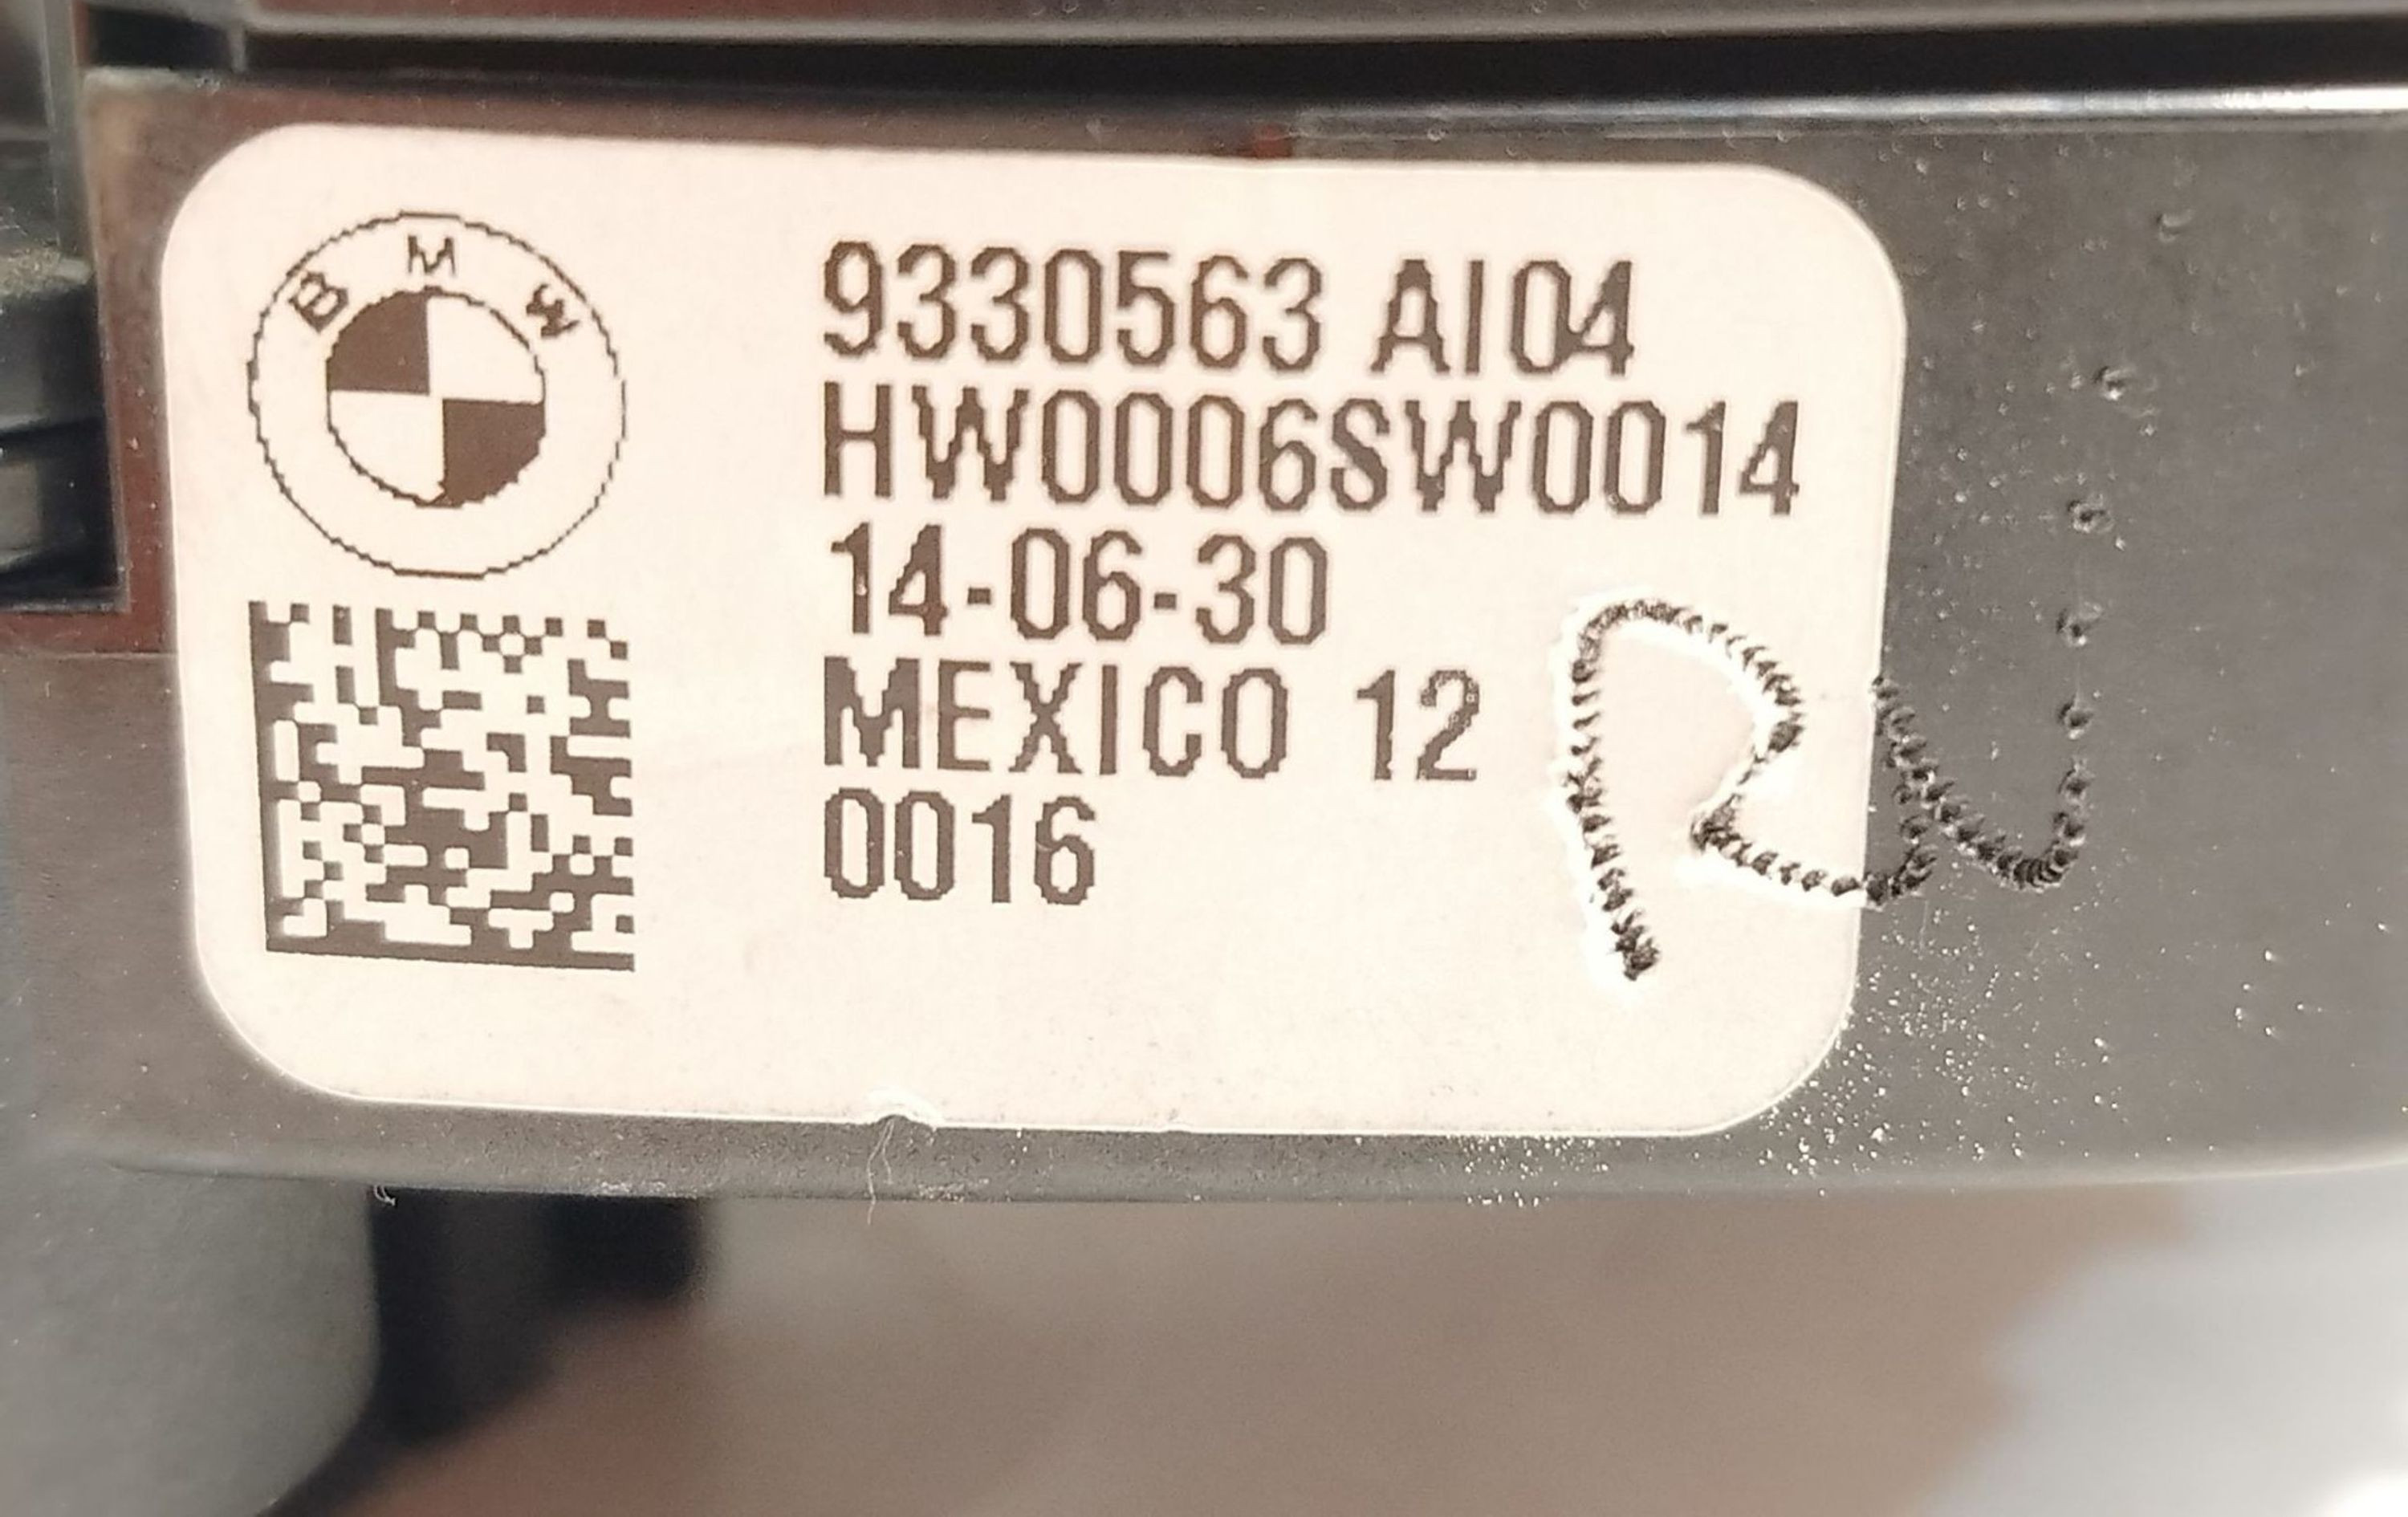 BMW
9330563 AI04
HW0006SW0014
14-06-30
MEXICO 12
0016